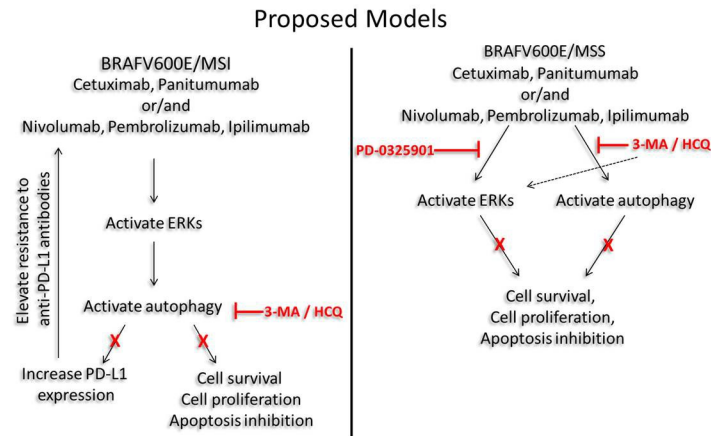 Proposed Models
BRAFV600E/MSI
Cetuximab, Panitumumab
or/and
Nivolumab, Pembrolizumab, Ipilimumab
Elevate resistance to
anti-PD-L1 antibodies
Activate ERKs
Activate autophagy
3-MA / HCQ
X
X
Increase PD-L1
expression
Cell survival
Cell proliferation
Apoptosis inhibition
BRAFV600E/MSS
Cetuximab, Panitumumab
or/and
Nivolumab, Pembrolizumab, Ipilimumab
PD-0325901
3-MA / HCQ
Activate ERKs
Activate autophagy
X
X
Cell survival,
Cell proliferation,
Apoptosis inhibition